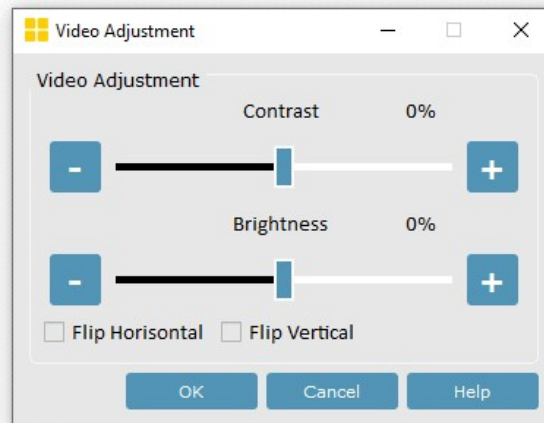 Video Adjustment
Video Adjustment
Contrast 0%
- +
Brightness 0%
- +
Flip Horisontal Flip Vertical
OK Cancel Help